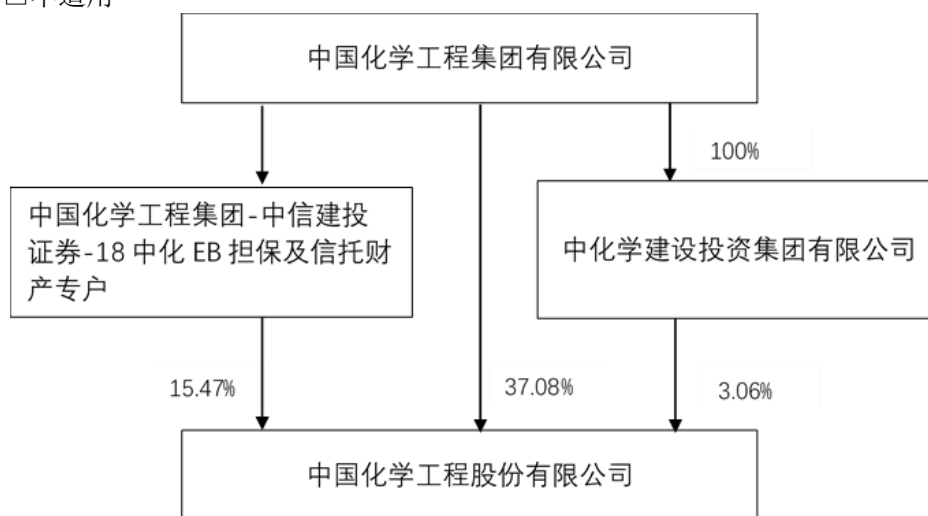 □不适用
中国化学工程集团有限公司
100%
中国化学工程集团-中信建投
证券-18 中化 EB 担保及信托财
产专户
中化学建设投资集团有限公司
15.47%
37.08%
3.06%
中国化学工程股份有限公司